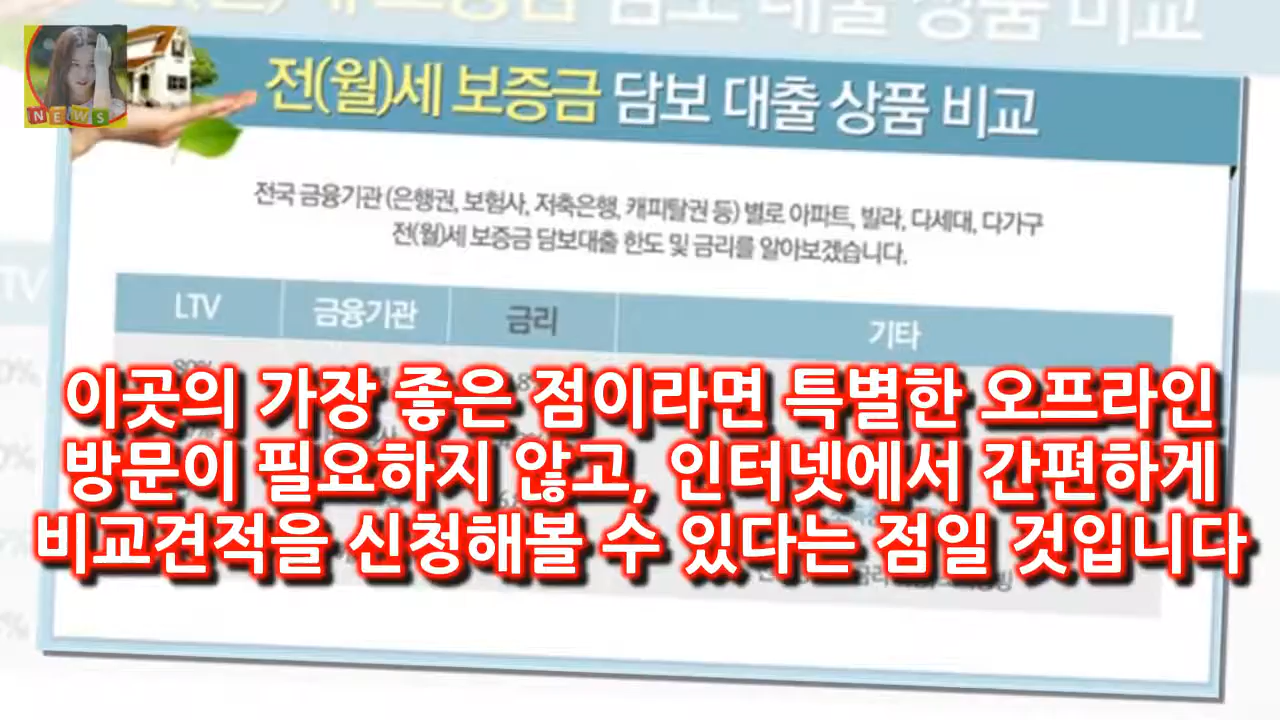 NEWS
전(월)세 보증금 담보 대출 상품 비교
전국 금융기관 (은행권, 보험사, 저축은행, 캐피탈권 등) 별로 아파트, 빌라, 다세대, 다가구
전(월)세 보증금 담보대출 한도 및 금리를 알아보겠습니다.
LTV 금융기관 금리 기타
이곳의 가장 좋은 점이라면 특별한 오프라인
방문이 필요하지 않고, 인터넷에서 간편하게
비교견적을 신청해볼 수 있다는 점일 것입니다